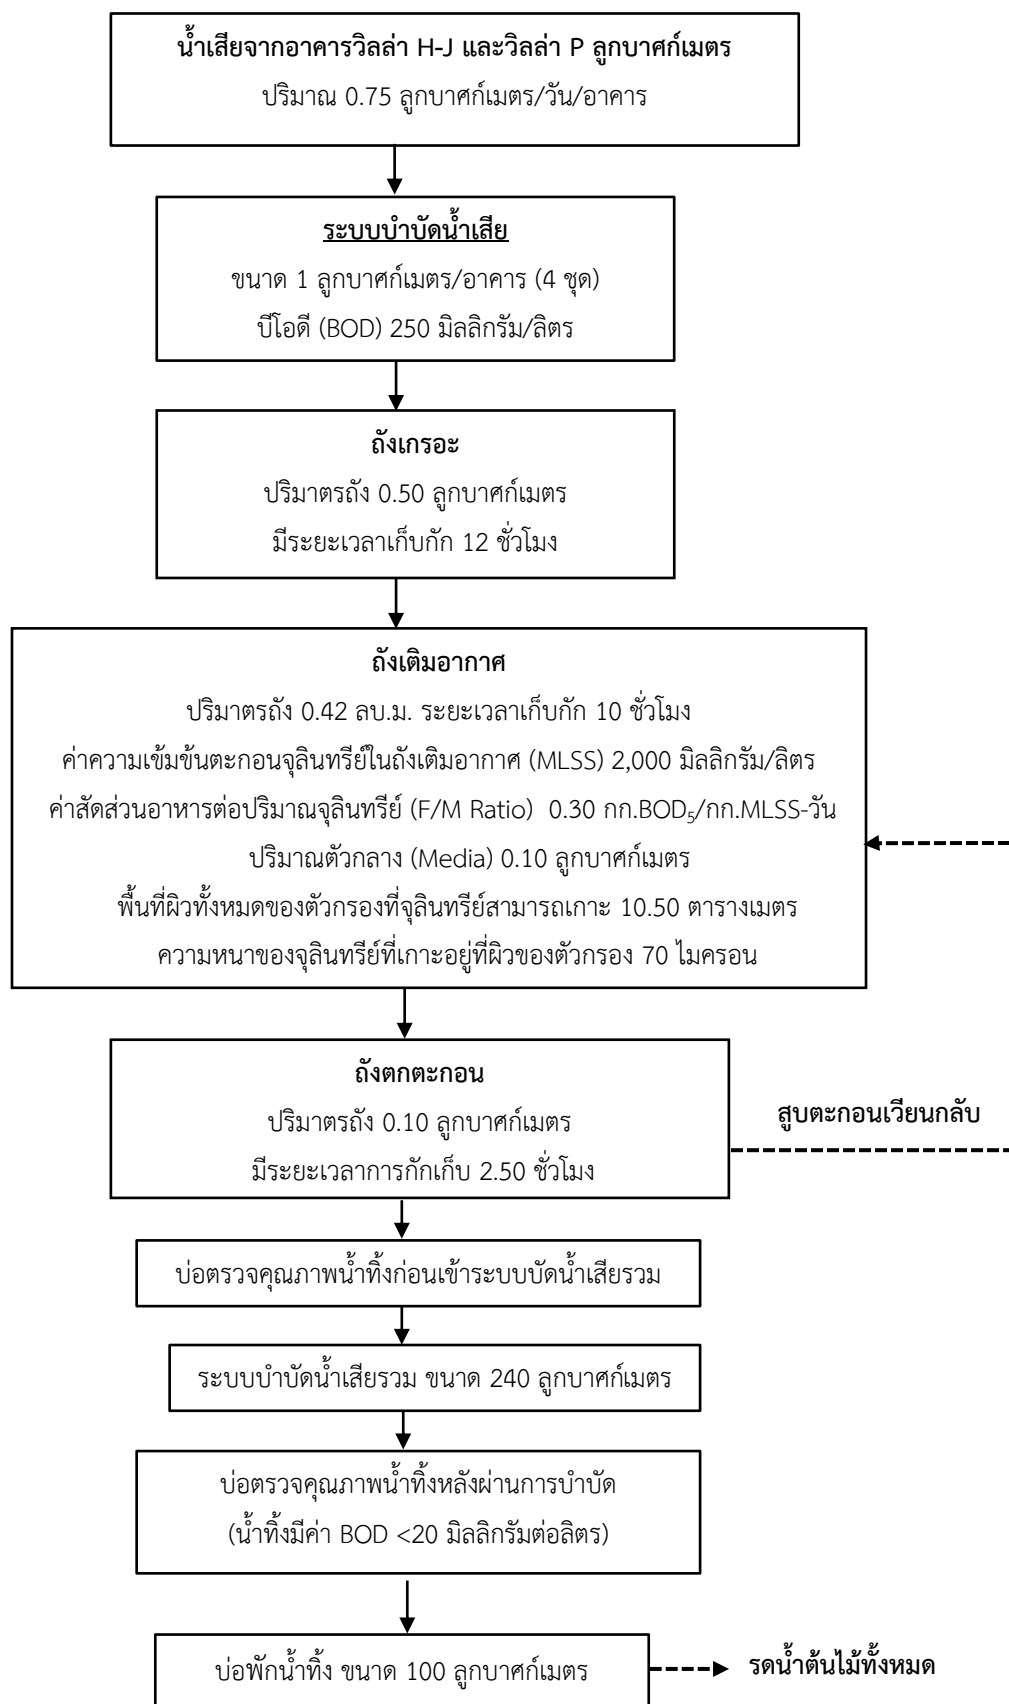 น้ำเสียจากอาคารวิลล่า H-J และวิลล่า P ลูกบาศก์เมตร
ปริมาณ 0.75 ลูกบาศก์เมตร/วัน/อาคาร
ระบบบำบัดน้ำเสีย
ขนาด 1 ลูกบาศก์เมตร/อาคาร (4 ชุด)
บีโอดี (BOD) 250 มิลลิกรัม/ลิตร
ถังเกรอะ
ปริมาตรถัง 0.50 ลูกบาศก์เมตร
มีระยะเวลาเก็บกัก 12 ชั่วโมง
ถังเติมอากาศ
ปริมาตรถัง 0.42 ลบ.ม. ระยะเวลาเก็บกัก 10 ชั่วโมง
ค่าความเข้มข้นตะกอนจุลินทรีย์ในถังเติมอากาศ (MLSS) 2,000 มิลลิกรัม/ลิตร
ค่าสัดส่วนอาหารต่อปริมาณจุลินทรีย์ (F/M Ratio) 0.30 กก.BOD₅/กก.MLSS-วัน
ปริมาณตัวกลาง (Media) 0.10 ลูกบาศก์เมตร
พื้นที่ผิวทั้งหมดของตัวกรองที่จุลินทรีย์สามารถเกาะ 10.50 ตารางเมตร
ความหนาของจุลินทรีย์ที่เกาะอยู่ที่ผิวของตัวกรอง 70 ไมครอน
ถังตกตะกอน
ปริมาตรถัง 0.10 ลูกบาศก์เมตร
มีระยะเวลาการกักเก็บ 2.50 ชั่วโมง
สูบตะกอนเวียนกลับ
บ่อตรวจคุณภาพน้ำทิ้งก่อนเข้าระบบบัดน้ำเสียรวม
ระบบบำบัดน้ำเสียรวม ขนาด 240 ลูกบาศก์เมตร
บ่อตรวจคุณภาพน้ำทิ้งหลังผ่านการบำบัด
(น้ำทิ้งมีค่า BOD <20 มิลลิกรัมต่อลิตร)
บ่อพักน้ำทิ้ง ขนาด 100 ลูกบาศก์เมตร
รดน้ำต้นไม้ทั้งหมด